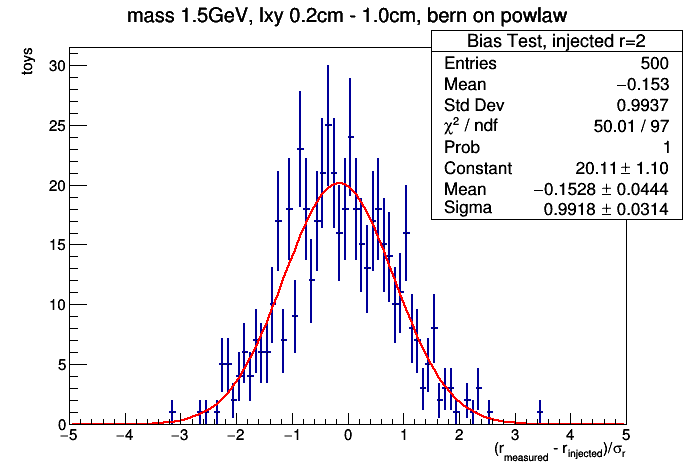 mass 1.5GeV, lxy 0.2cm - 1.0cm, bern on powlaw
Bias Test, injected r=2
Entries 500
Mean −0.153
Std Dev 0.9937
χ² / ndf 50.01 / 97
Prob 1
Constant 20.11 ± 1.10
Mean −0.1528 ± 0.0444
Sigma 0.9918 ± 0.0314
toys
30
25
20
15
10
5
0
−5 −4 −3 −2 −1 0 1 2 3 4 5
(r_measured - r_injected)/σ_r